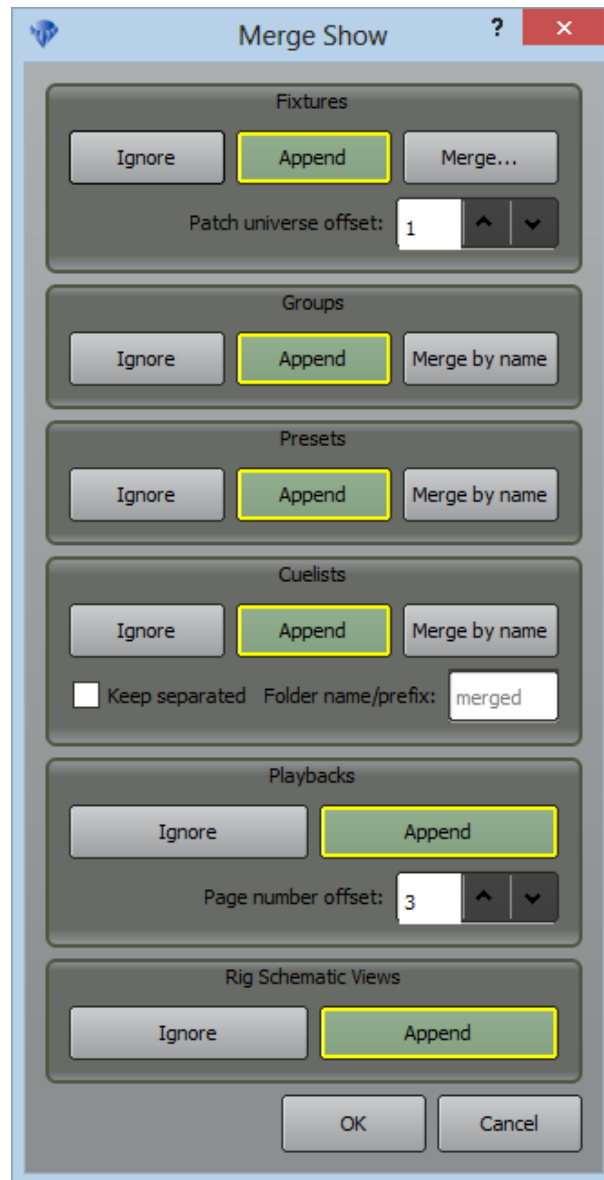 Merge Show
?
Fixtures
Ignore Append Merge...
Patch universe offset: 1
Groups
Ignore Append Merge by name
Presets
Ignore Append Merge by name
Cuelists
Ignore Append Merge by name
Keep separated Folder name/prefix: merged
Playbacks
Ignore Append
Page number offset: 3
Rig Schematic Views
Ignore Append
OK Cancel